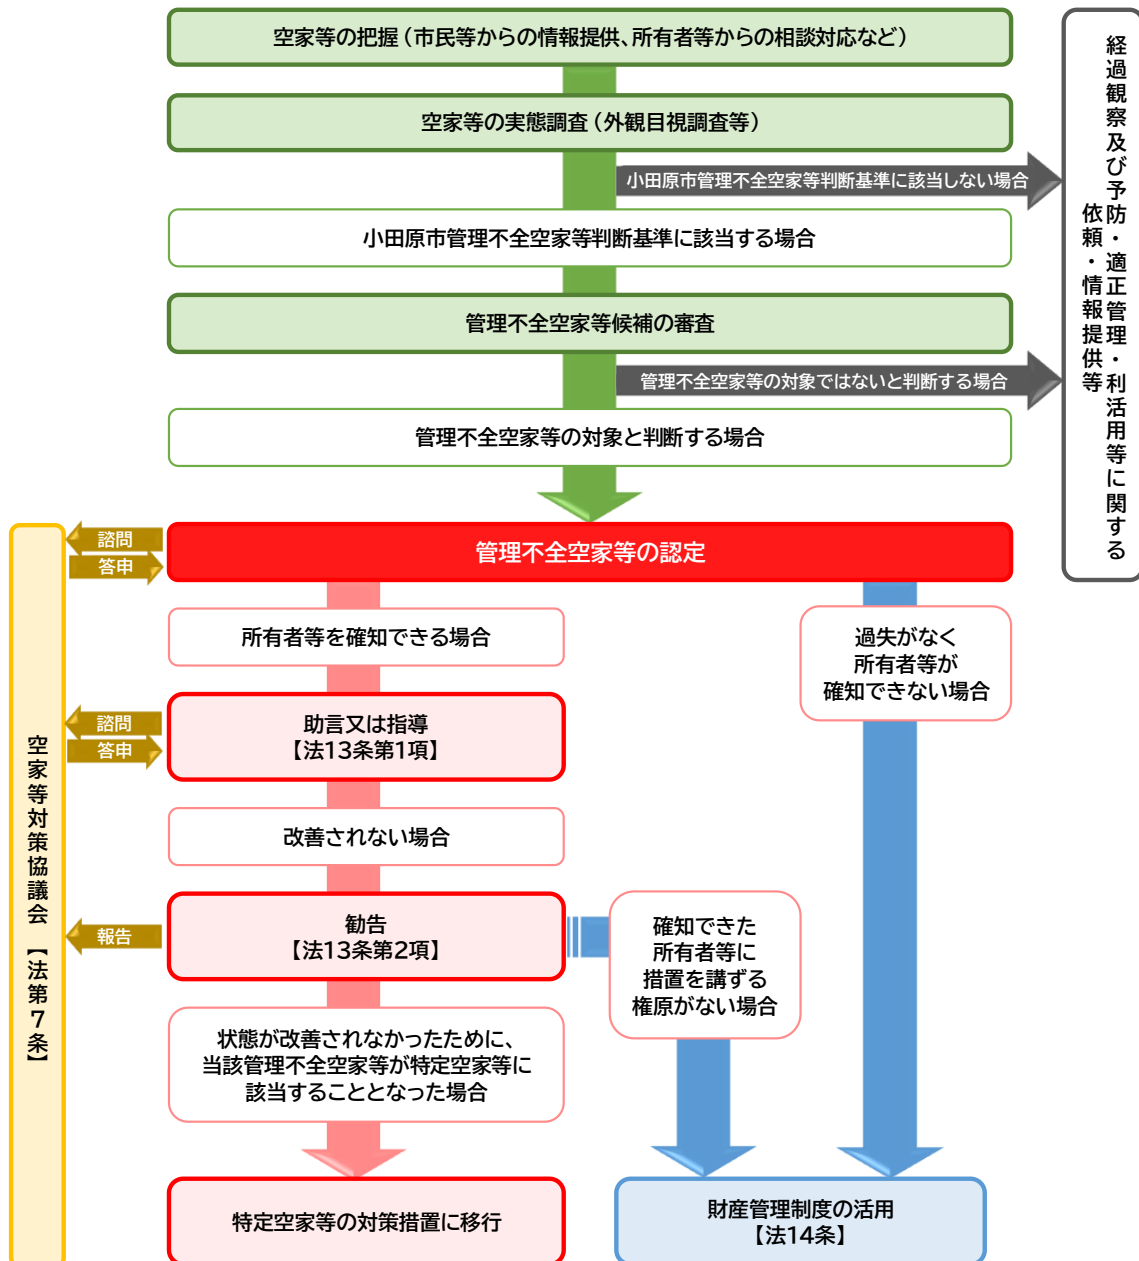 空家等の把握（市民等からの情報提供、所有者等からの相談対応など）
空家等の実態調査（外観目視調査等）
小田原市管理不全空家等判断基準に該当しない場合
小田原市管理不全空家等判断基準に該当する場合
管理不全空家等候補の審査
管理不全空家等の対象ではないと判断する場合
管理不全空家等の対象と判断する場合
経過観察及び予防・適正管理・利活用等に関する
依頼・情報提供等
諮問
答申
管理不全空家等の認定
所有者等を確知できる場合
過失がなく
所有者等が
確知できない場合
諮問
答申
助言又は指導
【法13条第1項】
改善されない場合
報告
勧告
【法13条第2項】
確知できた
所有者等に
措置を講ずる
権原がない場合
状態が改善されなかったために、
当該管理不全空家等が特定空家等に
該当することとなった場合
特定空家等の対策措置に移行
財産管理制度の活用
【法14条】
空家等対策協議会【法第7条】